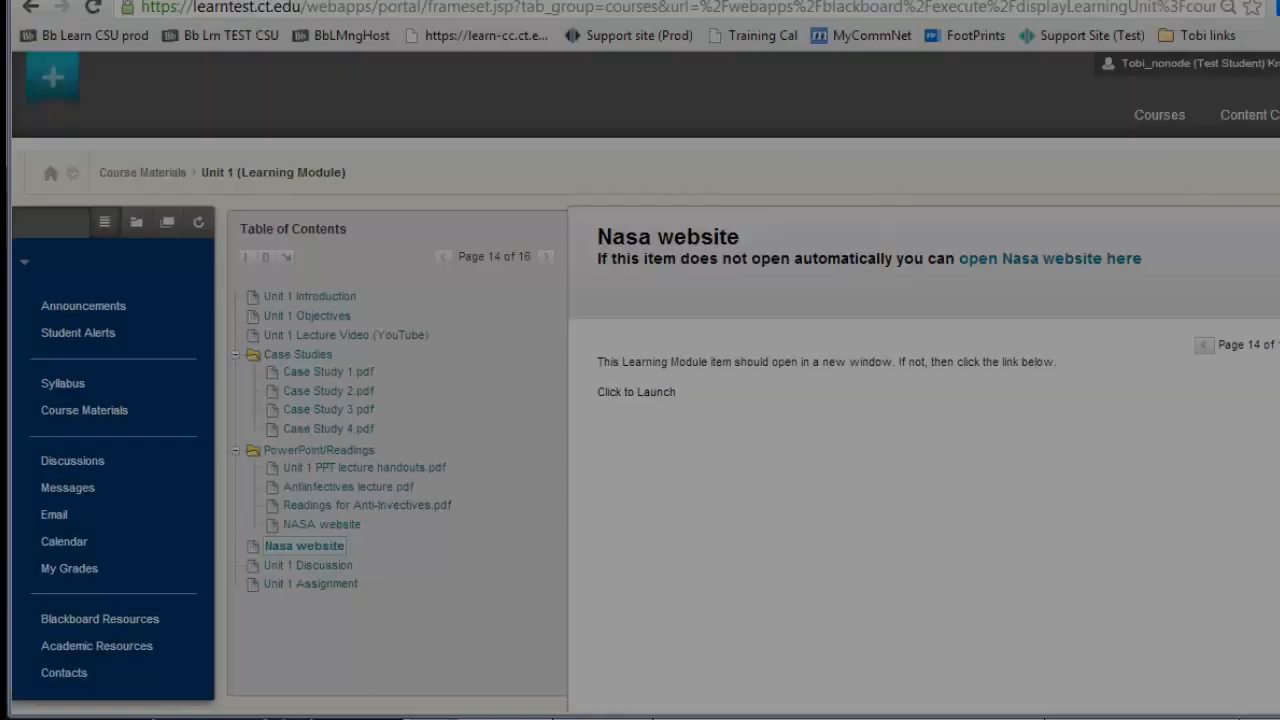 https://learntest.ct.edu/webapps/portal/frameset.jsp?tab_group=courses&url=%2Fwebapps%2Fblackboard%2Fexecute%2FdisplayLearningUnit%3Fcour
Bb Learn CSU prod Bb Lrn TEST CSU BbLMngHost https://learn-cc.ct.e... Support site (Prod) Training Cal MyCommNet FootPrints Support Site (Test) Tobi links
Tobi_nonode (Test Student) Kn
Courses Content C
Course Materials > Unit 1 (Learning Module)
Table of Contents
Page 14 of 16
Unit 1 Introduction
Unit 1 Objectives
Unit 1 Lecture Video (YouTube)
Case Studies
Case Study 1.pdf
Case Study 2.pdf
Case Study 3.pdf
Case Study 4.pdf
PowerPoint/Readings
Unit 1 PPT lecture handouts.pdf
Antiinfectives lecture.pdf
Readings for Anti-Invectives.pdf
NASA website
Nasa website
Unit 1 Discussion
Unit 1 Assignment
Announcements
Student Alerts
Syllabus
Course Materials
Discussions
Messages
Email
Calendar
My Grades
Blackboard Resources
Academic Resources
Contacts
Nasa website
If this item does not open automatically you can open Nasa website here
Page 14 of
This Learning Module item should open in a new window. If not, then click the link below.
Click to Launch